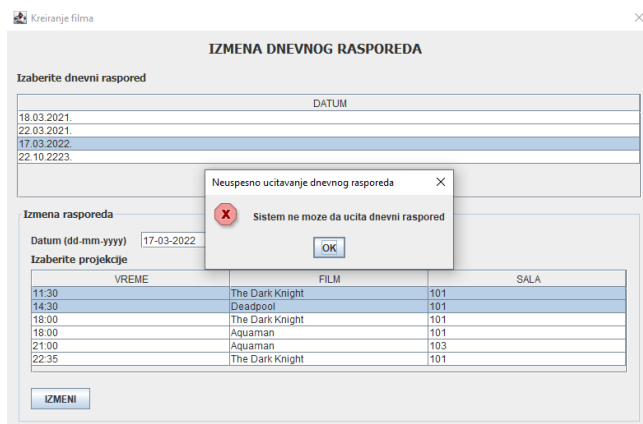 Kreiranje filma
IZMENA DNEVNOG RASPOREDA
Izaberite dnevni raspored
DATUM
18.03.2021.
22.03.2021.
17.03.2022.
22.10.2223.
Neuspesno ucitavanje dnevnog rasporeda
Sistem ne moze da ucita dnevni raspored
OK
Izmena rasporeda
Datum (dd-mm-yyyy) 17-03-2022
Izaberite projekcije
VREME FILM SALA
11:30 The Dark Knight 101
14:30 Deadpool 101
18:00 The Dark Knight 101
18:00 Aquaman 101
21:00 Aquaman 103
22:35 The Dark Knight 101
IZMENI